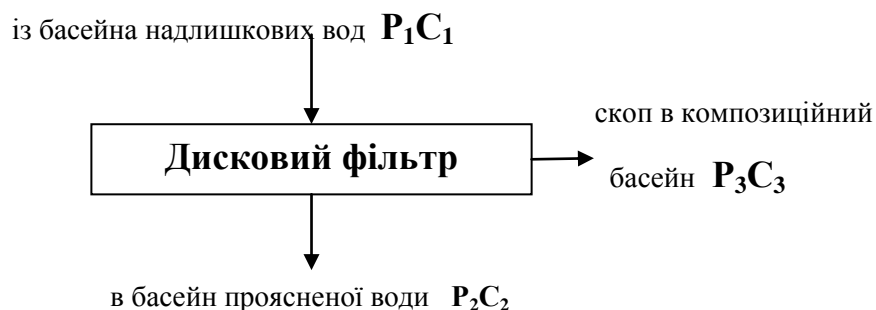 із басейна надлишкових вод P₁C₁
скоп в композиційний
Дисковий фільтр
басейн P₃C₃
в басейн проясненої води P₂C₂